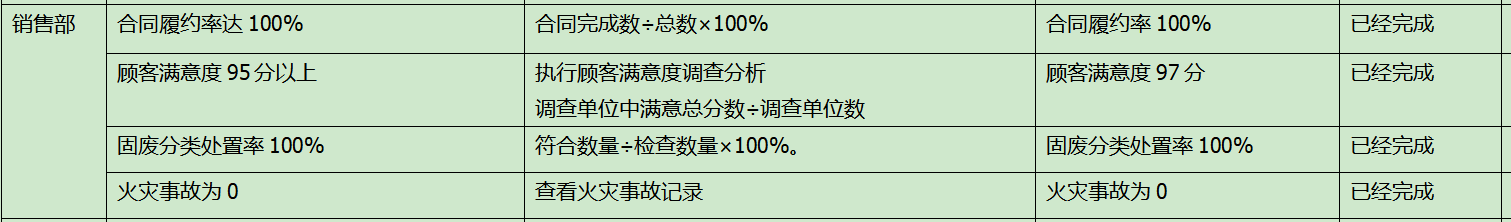 销售部 合同履约率达 100% 合同完成数÷总数×100% 合同履约率 100% 已经完成
顾客满意度 95 分以上 执行顾客满意度调查分析 顾客满意度 97 分 已经完成
调查单位中满意总分数÷调查单位数
固废分类处置率 100% 符合数量÷检查数量×100%。 固废分类处置率 100% 已经完成
火灾事故为 0 查看火灾事故记录 火灾事故为 0 已经完成